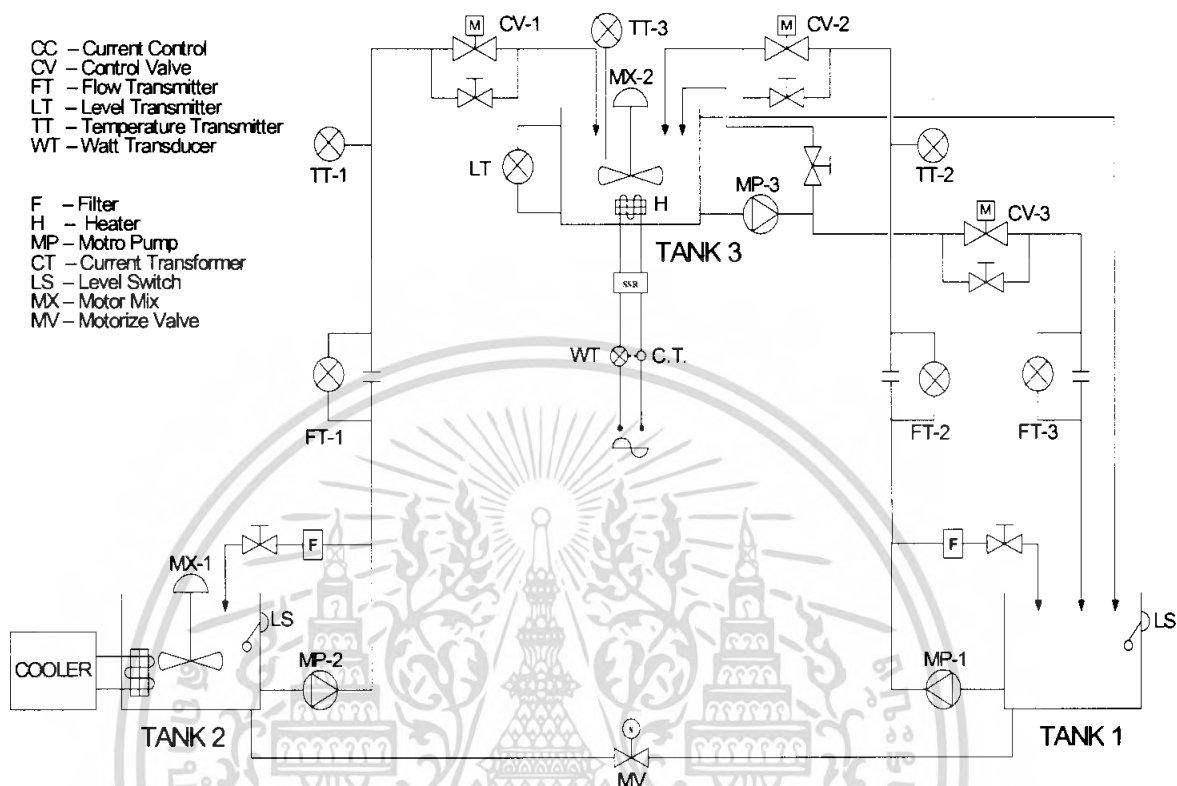 CC – Current Control
CV – Control Valve
FT – Flow Transmitter
LT – Level Transmitter
TT – Temperature Transmitter
WT – Watt Transducer
F – Filter
H – Heater
MP – Motro Pump
CT – Current Transformer
LS – Level Switch
MX – Motor Mix
MV – Motorize Valve
M CV-1
TT-3
M CV-2
MX-2
TT-1
LT
MP-3
TT-2
H
M CV-3
TANK 3
SSR
WT C.T.
FT-1
FT-2
FT-3
F
F
MX-1
LS
LS
COOLER
MP-2
MP-1
TANK 2
TANK 1
MV